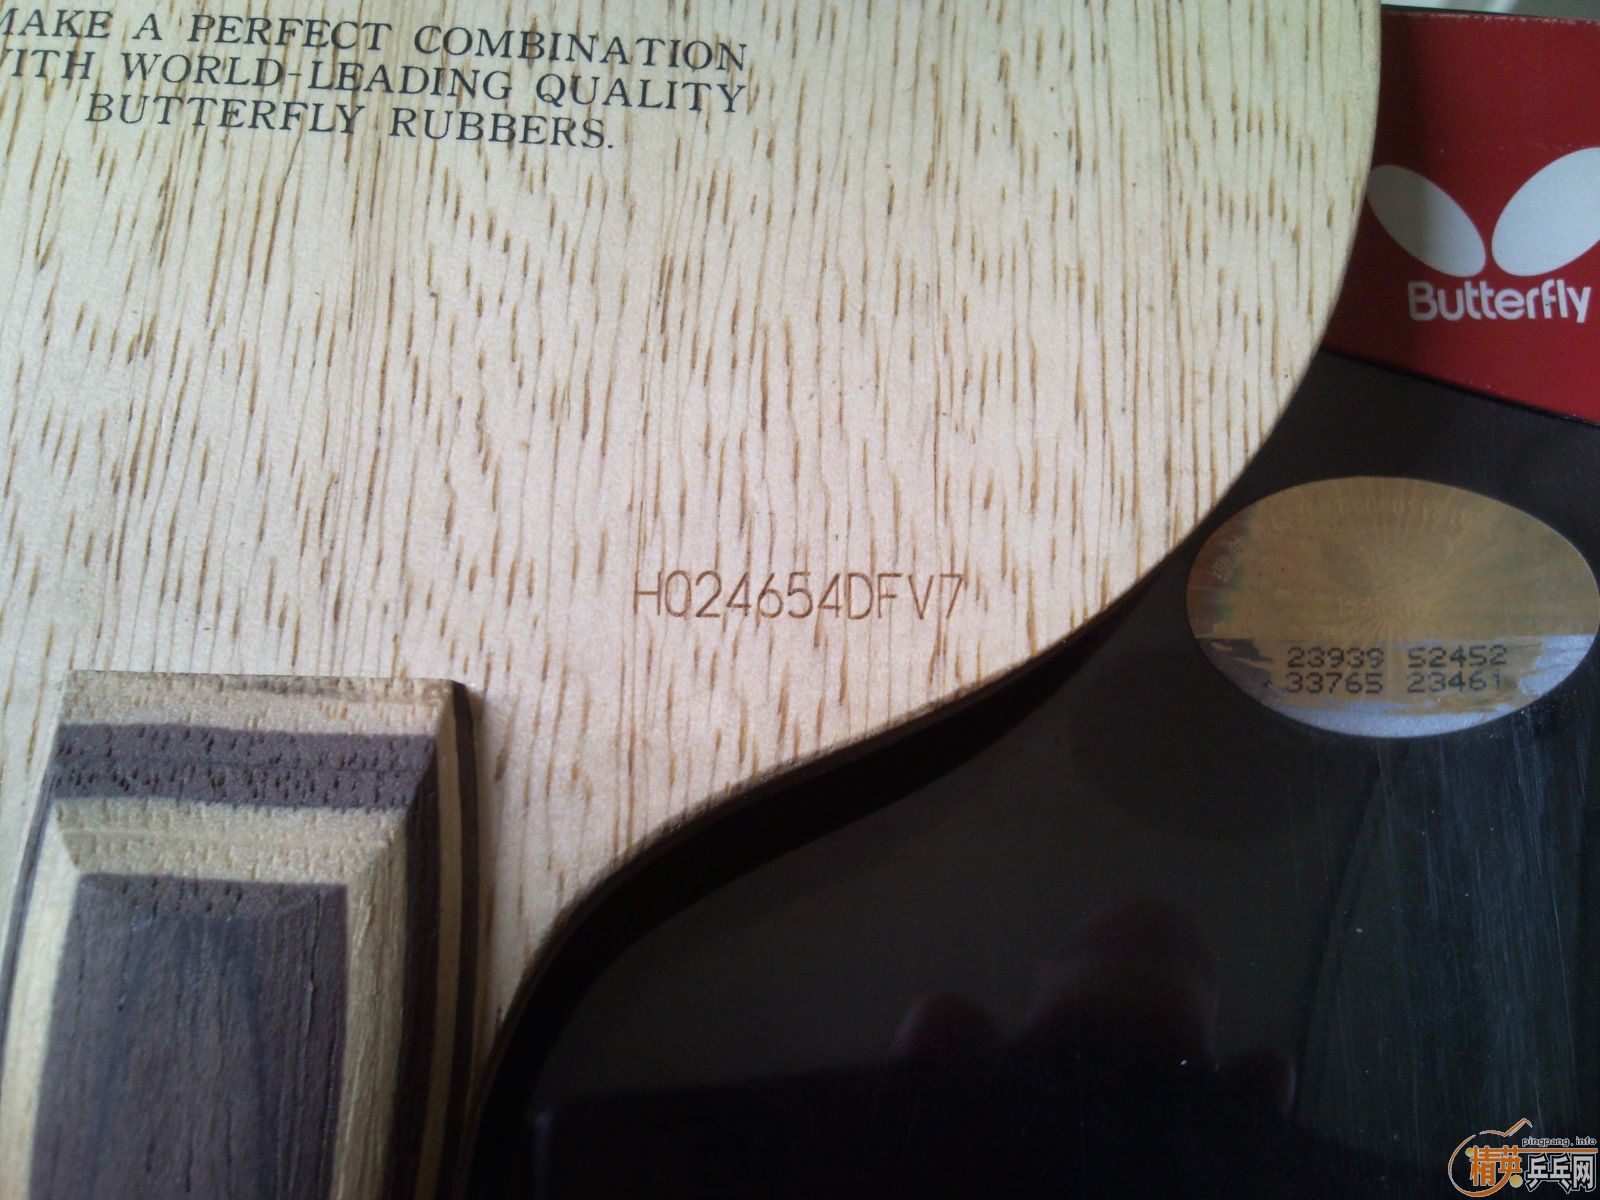 MAKE A PERFECT COMBINATION
WITH WORLD-LEADING QUALITY
BUTTERFLY RUBBERS.
Butterfly
H024654DFV7
23939 52452
33765 23461
pingpang.info
精英乒乓网